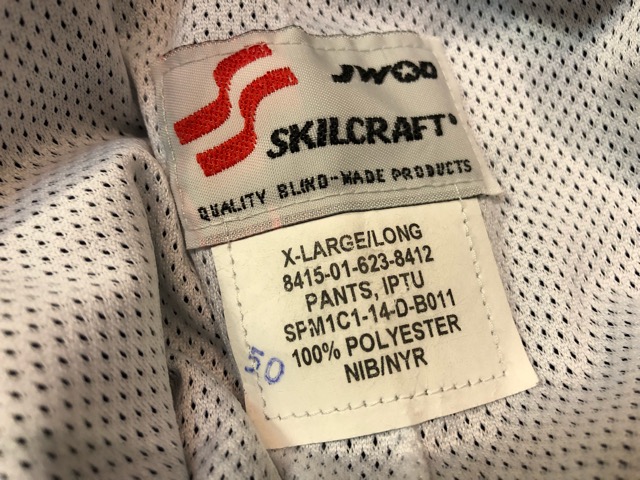 JWOD
SKILCRAFT'
QUALITY BLIND-MADE PRODUCTS
X-LARGE/LONG
8415-01-623-8412
PANTS, IPTU
SPM1C1-14-D-B011
100% POLYESTER
NIB/NYR
50